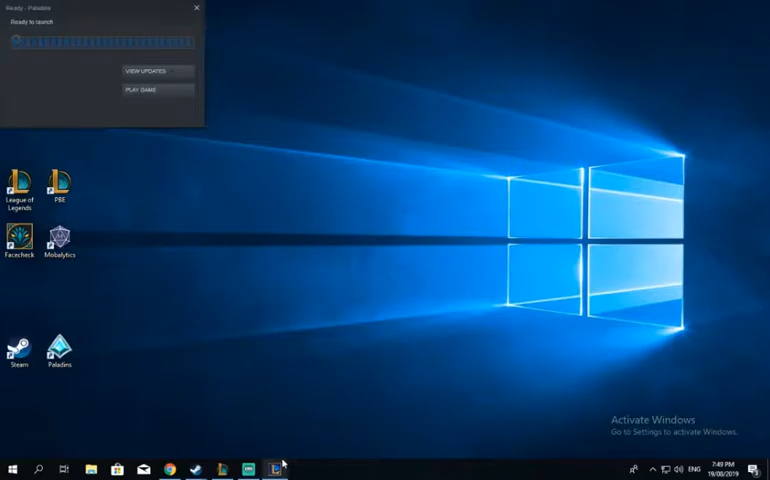 Ready - Paladins
Ready to launch
VIEW UPDATES
PLAY GAME
League of
Legends
PBE
Facecheck
Mobalytics
Steam
Paladins
Activate Windows
Go to Settings to activate Windows.
ENG
7:49 PM
19/08/2019